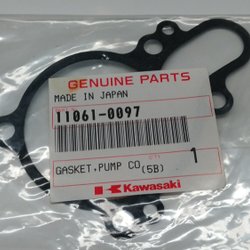 GENUINE PARTS
MADE IN JAPAN
11061-0097
GASKET,PUMP CO
(5B)
1
Kawasaki